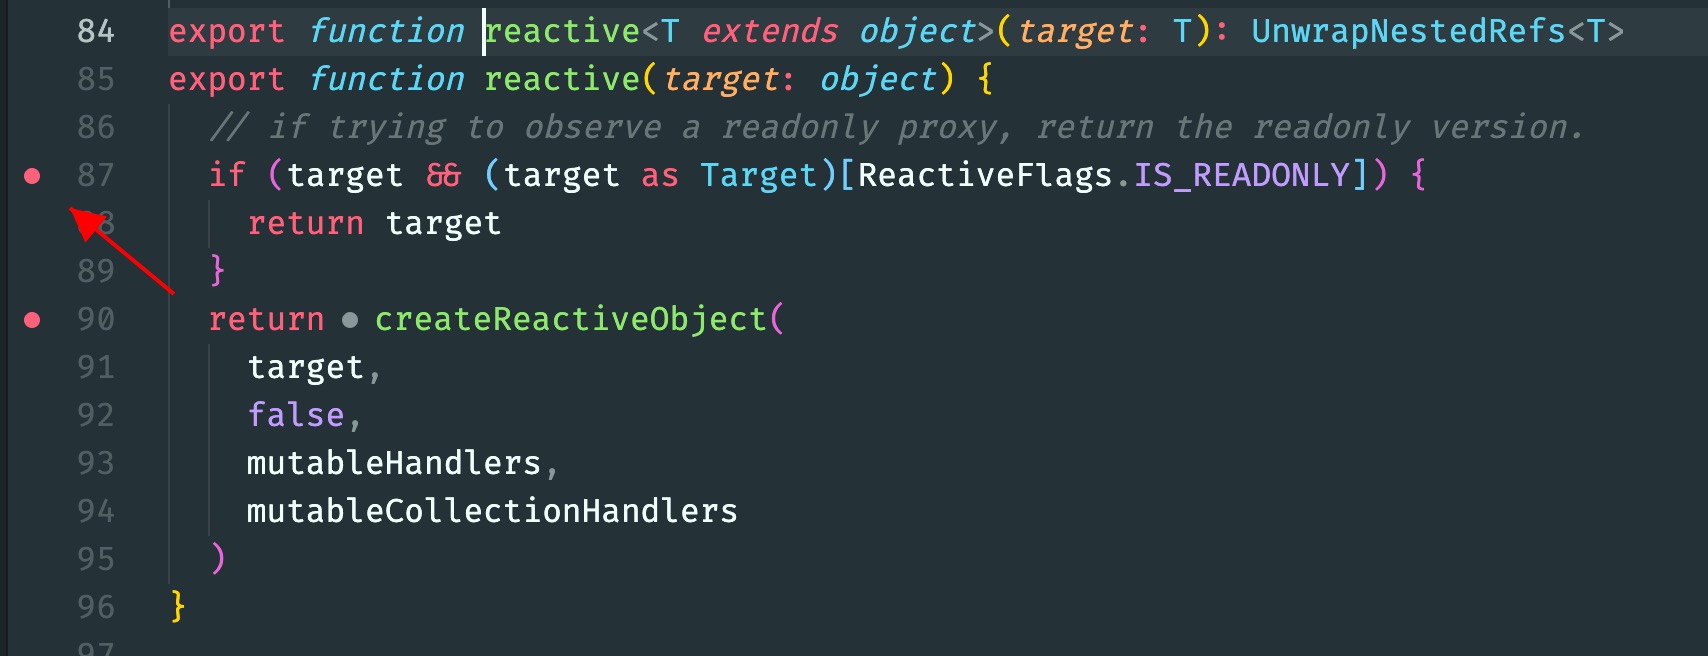 84 export function reactive<T extends object>(target: T): UnwrapNestedRefs<T>
85 export function reactive(target: object) {
86 // if trying to observe a readonly proxy, return the readonly version.
87 if (target && (target as Target)[ReactiveFlags.IS_READONLY]) {
88 return target
89 }
90 return createReactiveObject(
91 target,
92 false,
93 mutableHandlers,
94 mutableCollectionHandlers
95 )
96 }
97